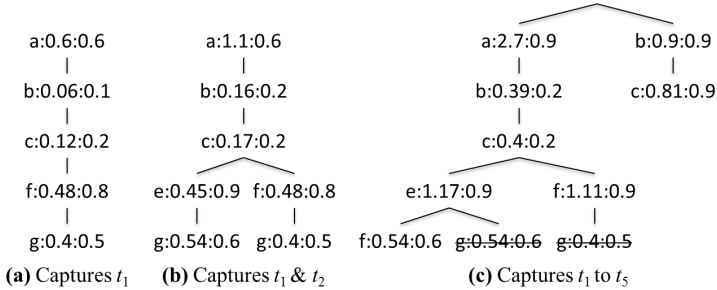 a:0.6:0.6 a:1.1:0.6 a:2.7:0.9 b:0.9:0.9
b:0.06:0.1 b:0.16:0.2 b:0.39:0.2 c:0.81:0.9
c:0.12:0.2 c:0.17:0.2 c:0.4:0.2
f:0.48:0.8 e:0.45:0.9 f:0.48:0.8 e:1.17:0.9 f:1.11:0.9
g:0.4:0.5 g:0.54:0.6 g:0.4:0.5 f:0.54:0.6 g:0.54:0.6 g:0.4:0.5
(a) Captures t1 (b) Captures t1 & t2 (c) Captures t1 to t5